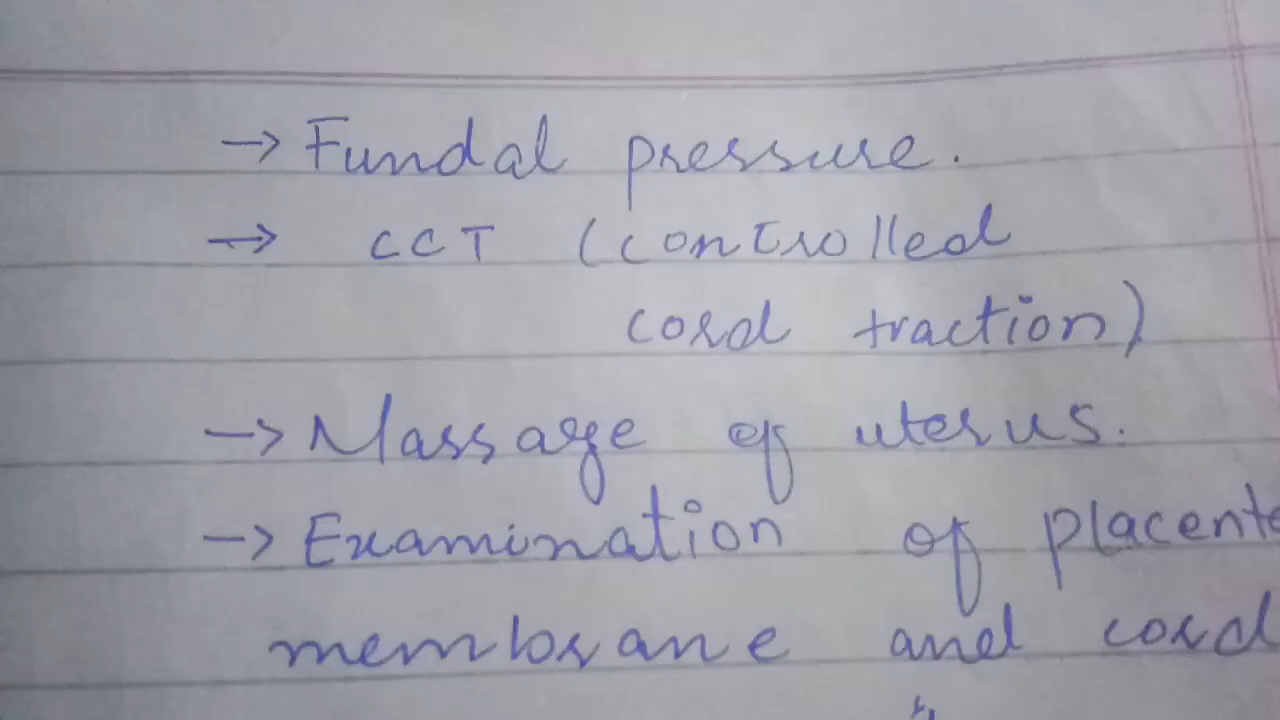 → Fundal pressure.
→ CCT (controlled
cord traction)
→ Massage of uterus.
→ Examination of placenta
membrane and cord